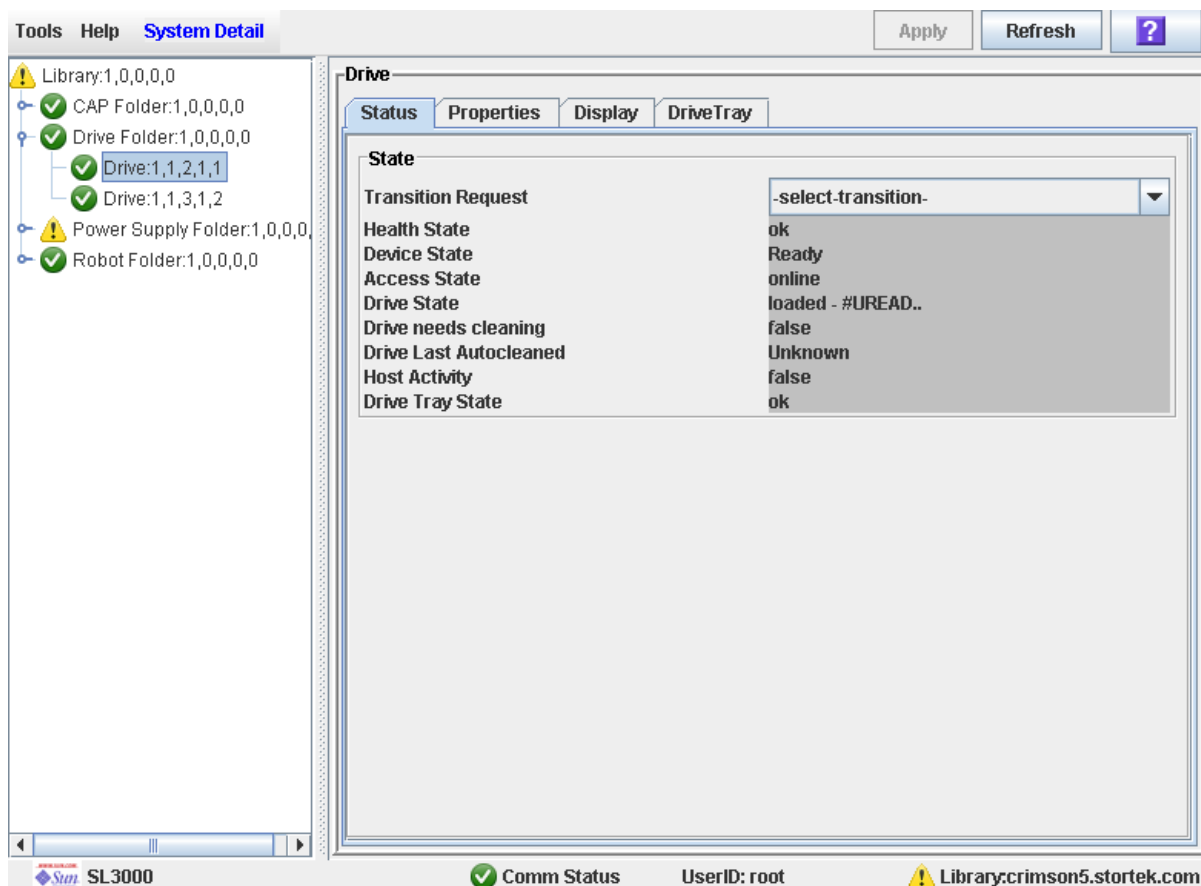 Tools Help System Detail
Apply Refresh ?
Library:1,0,0,0,0
CAP Folder:1,0,0,0,0
Drive Folder:1,0,0,0,0
Drive:1,1,2,1,1
Drive:1,1,3,1,2
Power Supply Folder:1,0,0,0,
Robot Folder:1,0,0,0,0
Drive
Status Properties Display DriveTray
State
Transition Request -select-transition-
Health State ok
Device State Ready
Access State online
Drive State loaded - #UREAD..
Drive needs cleaning false
Drive Last Autocleaned Unknown
Host Activity false
Drive Tray State ok
Sun SL3000 Comm Status UserID: root Library:crimson5.stortek.com